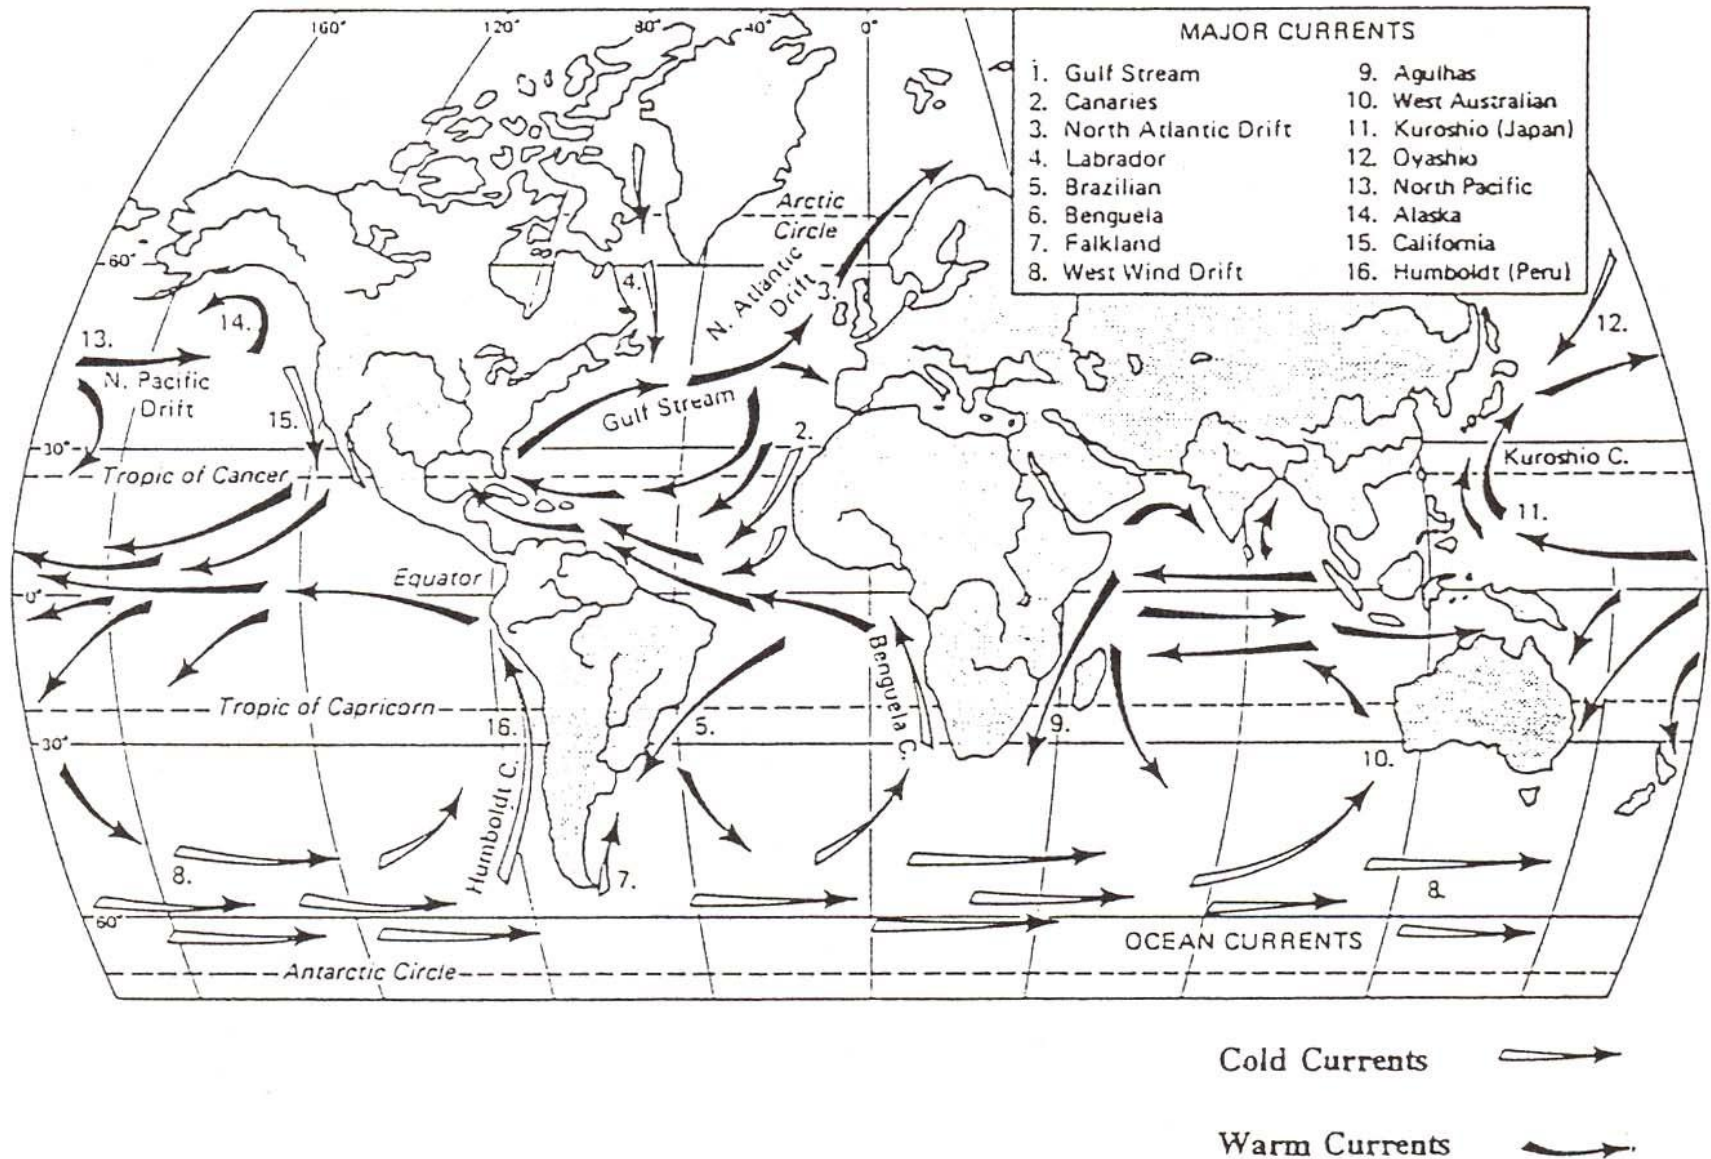 160° 120° 80° 40° 0°
MAJOR CURRENTS
1. Gulf Stream
2. Canaries
3. North Atlantic Drift
4. Labrador
5. Brazilian
6. Benguela
7. Falkland
8. West Wind Drift
9. Agulhas
10. West Australian
11. Kuroshio (Japan)
12. Oyashio
13. North Pacific
14. Alaska
15. California
16. Humboldt (Peru)
Arctic
Circle
60°
4.
N. Atlantic
Drift
3.
14.
13.
12.
N. Pacific
Drift
15.
Gulf Stream
2.
30°
Kuroshio C.
Tropic of Cancer
11.
Equator
0°
Benguela C.
Tropic of Capricorn
16.
5.
9.
30°
10.
Humboldt C.
8.
7.
8.
60°
OCEAN CURRENTS
Antarctic Circle
Cold Currents
Warm Currents